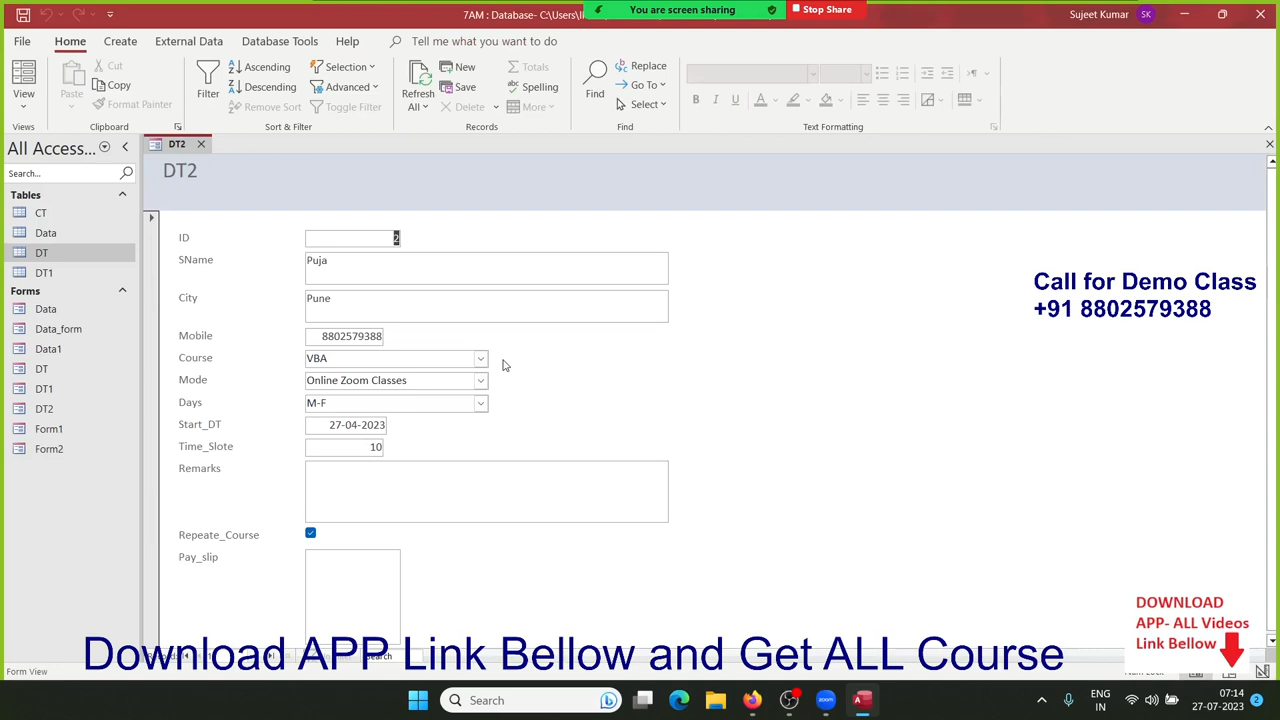 7AM : Database- C:\Users\I
You are screen sharing
Stop Share
Sujeet Kumar
SK
File
Home
Create
External Data
Database Tools
Help
Tell me what you want to do
View
Views
Paste
Cut
Copy
Format Painter
Clipboard
Filter
Ascending
Descending
Remove Sort
Selection
Advanced
Toggle Filter
Sort & Filter
Refresh
All
New
Save
Delete
Totals
Spelling
More
Records
Find
Replace
Go To
Select
Find
B I U A
Text Formatting
All Access...
Search...
Tables
CT
Data
DT
DT1
Forms
Data
Data_form
Data1
DT
DT1
DT2
Form1
Form2
DT2
DT2
ID
2
SName
Puja
City
Pune
Mobile
8802579388
Course
VBA
Mode
Online Zoom Classes
Days
M-F
Start_DT
27-04-2023
Time_Slote
10
Remarks
Repeate_Course
Pay_slip
Call for Demo Class
+91 8802579388
DOWNLOAD
APP- ALL Videos
Link Bellow
Download APP Link Bellow and Get ALL Course
Search
Form View
Search
zoom
ENG
IN
07:14
27-07-2023
2